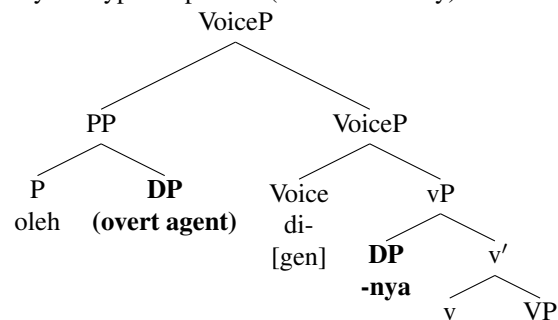 VoiceP
PP VoiceP
P DP Voice vP
oleh (overt agent) di-
[gen] DP v′
-nya
v VP